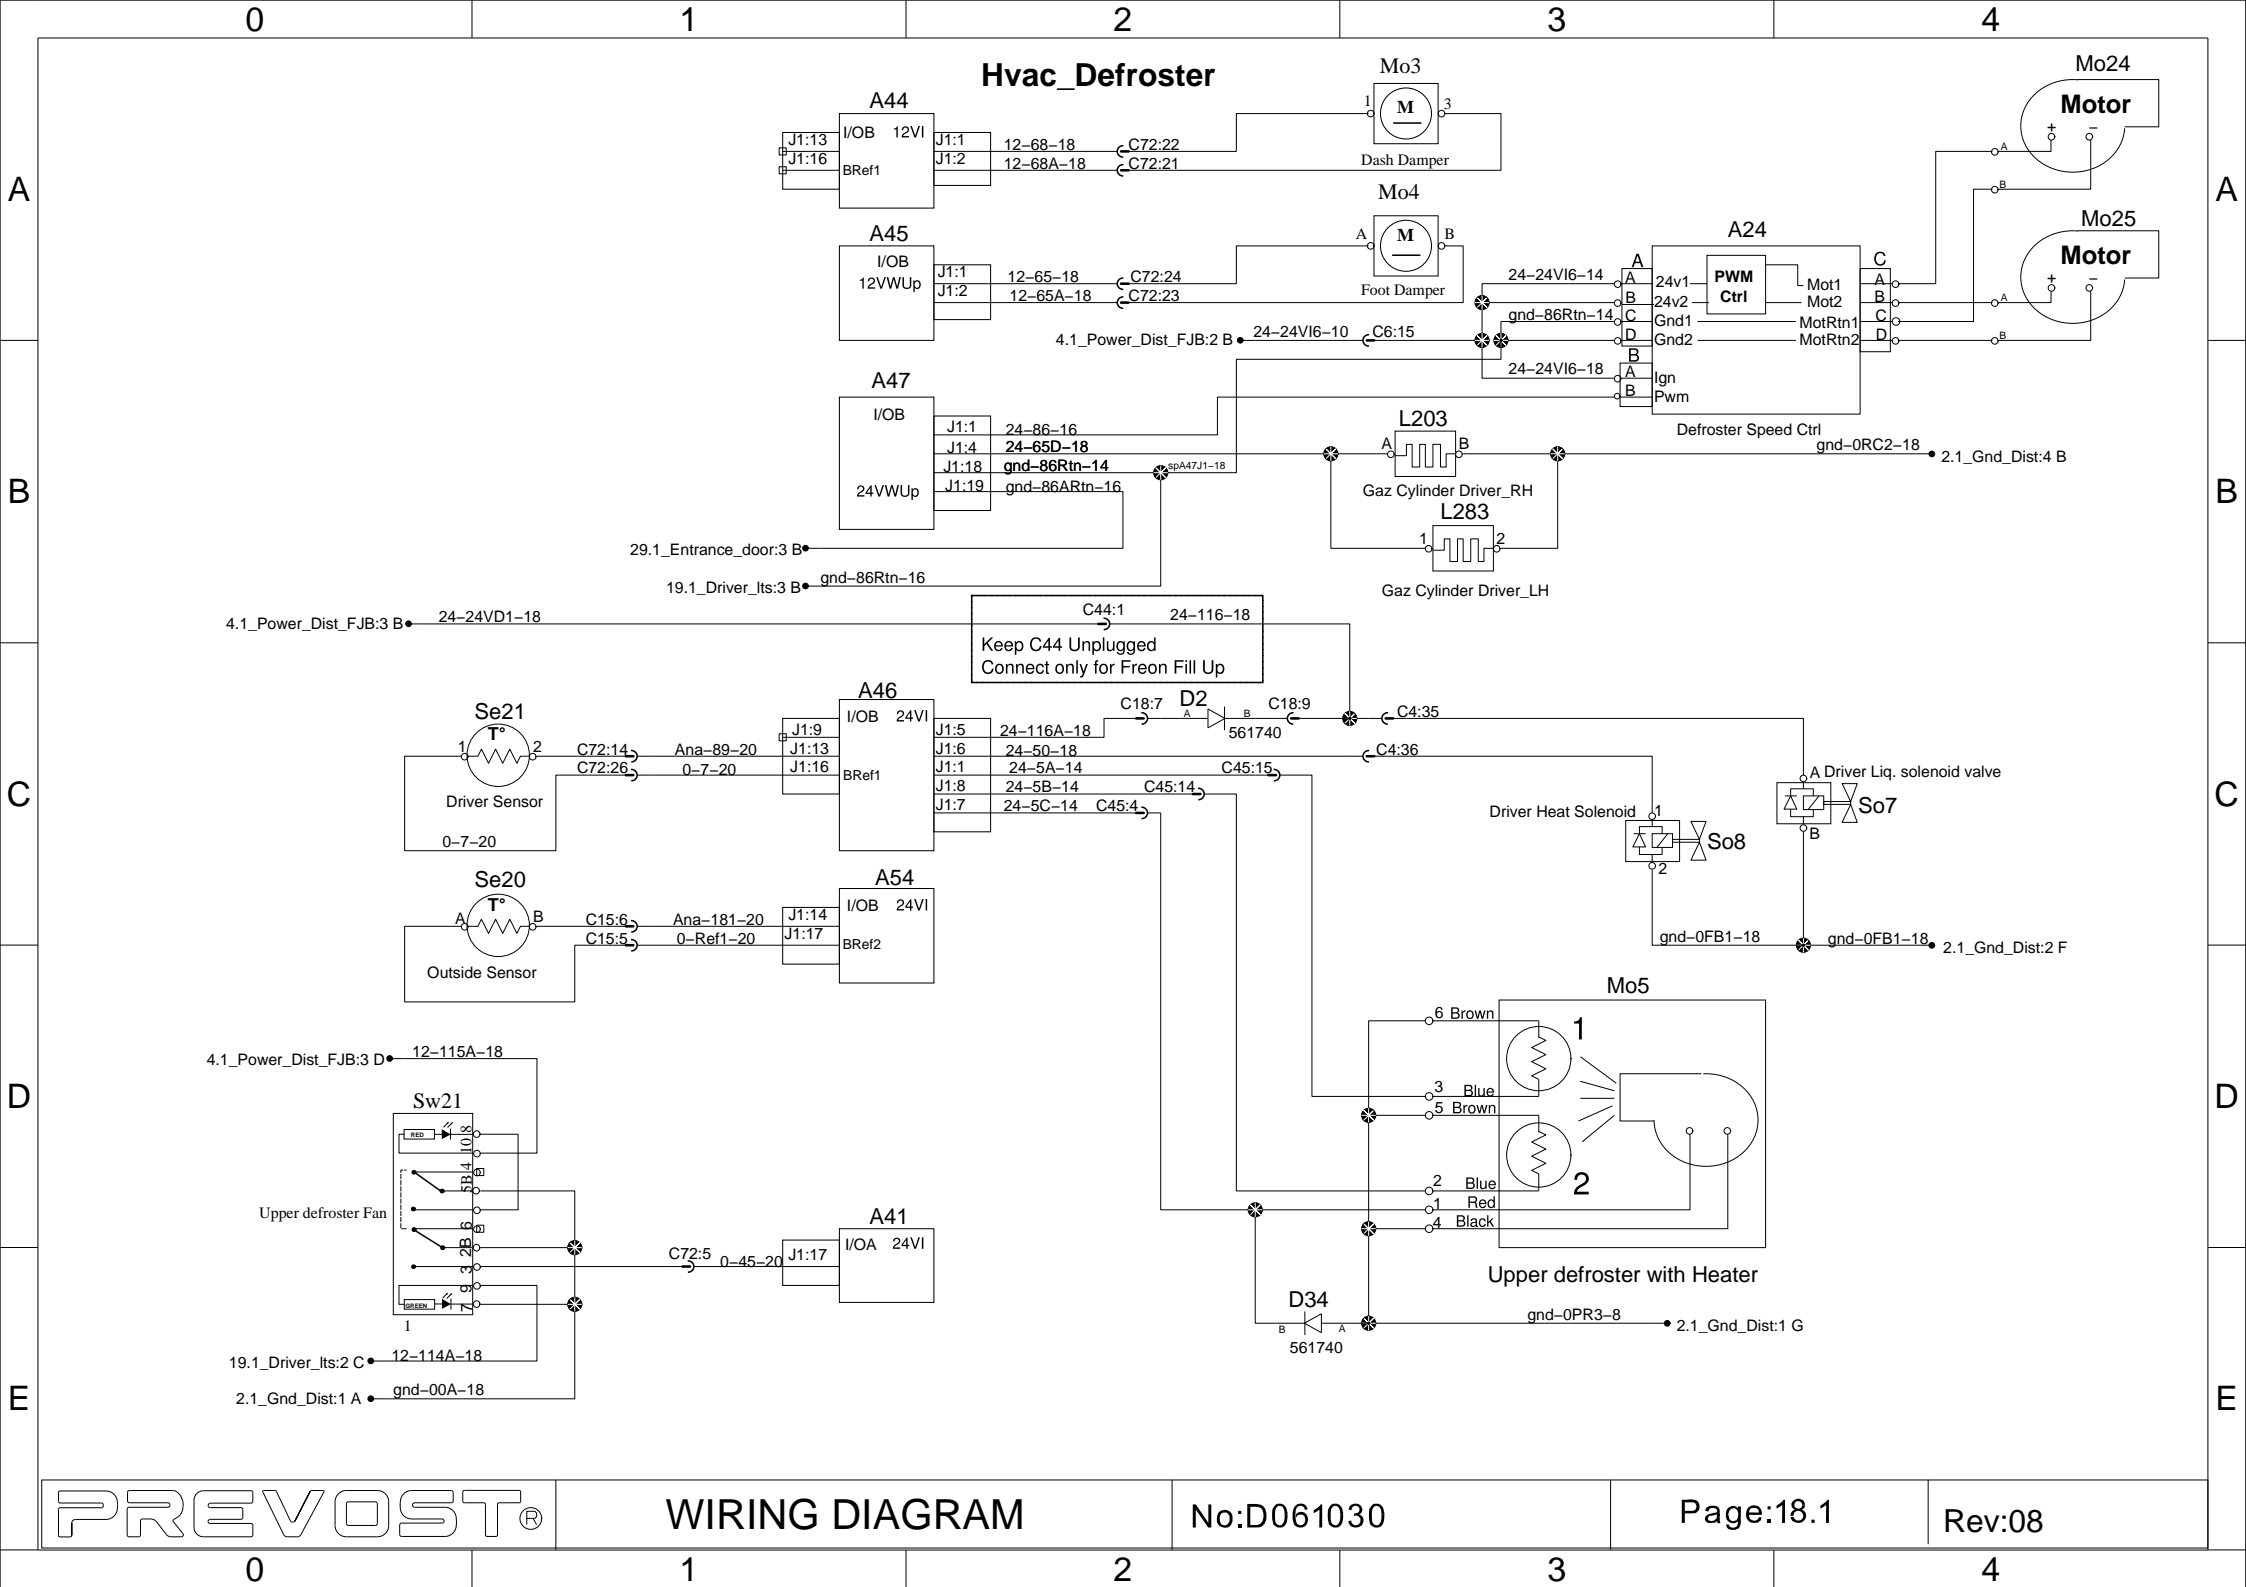 0 1 2 3 4
Hvac_Defroster
A
A44
I/OB 12VI
BRef1
J1:13
J1:16
J1:1
J1:2
12-68-18
12-68A-18
C72:22
C72:21
Mo3
1 M 3
Dash Damper
A45
I/OB
12VWUp
J1:1
J1:2
12-65-18
12-65A-18
C72:24
C72:23
Mo4
A M B
Foot Damper
Mo24
Motor
+ -
A
B
Mo25
Motor
+ -
A
B
A24
A
A 24v1
B 24v2
C Gnd1
D Gnd2
B
A Ign
B Pwm
PWM
Ctrl
C
Mot1 A
Mot2 B
MotRtn1 C
MotRtn2 D
Defroster Speed Ctrl
24-24VI6-14
gnd-86Rtn-14
24-24VI6-18
4.1_Power_Dist_FJB:2 B
24-24VI6-10
C6:15
A
B
A47
I/OB
24VWUp
J1:1
J1:4
J1:18
J1:19
24-86-16
24-65D-18
gnd-86Rtn-14
gnd-86ARtn-16
spA47J1-18
L203
A B
Gaz Cylinder Driver_RH
L283
1 2
Gaz Cylinder Driver_LH
gnd-0RC2-18
2.1_Gnd_Dist:4 B
29.1_Entrance_door:3 B
19.1_Driver_lts:3 B
gnd-86Rtn-16
4.1_Power_Dist_FJB:3 B
24-24VD1-18
C44:1
24-116-18
Keep C44 Unplugged
Connect only for Freon Fill Up
B
C
Se21
T°
1 2
Driver Sensor
0-7-20
C72:14
C72:26
Ana-89-20
0-7-20
A46
I/OB 24VI
BRef1
J1:9
J1:13
J1:16
J1:5
J1:6
J1:1
J1:8
J1:7
24-116A-18
24-50-18
24-5A-14
24-5B-14
24-5C-14
C18:7
D2
A B
561740
C18:9
C4:35
C4:36
C45:15
C45:14
C45:4
Driver Liq. solenoid valve
A
So7
B
Driver Heat Solenoid
1
So8
2
Se20
T°
A B
Outside Sensor
C15:6
C15:5
Ana-181-20
0-Ref1-20
A54
I/OB 24VI
BRef2
J1:14
J1:17
gnd-0FB1-18
gnd-0FB1-18
2.1_Gnd_Dist:2 F
C
D
4.1_Power_Dist_FJB:3 D
12-115A-18
Sw21
RED
8
10
4
5B
6
2B
3
9
7
GREEN
1
Upper defroster Fan
C72:5
0-45-20
J1:17
A41
I/OA 24VI
Mo5
6 Brown
3 Blue
5 Brown
2 Blue
1 Red
4 Black
1
2
Upper defroster with Heater
D34
B A
561740
gnd-0PR3-8
2.1_Gnd_Dist:1 G
19.1_Driver_lts:2 C
12-114A-18
2.1_Gnd_Dist:1 A
gnd-00A-18
D
E
E
PREVOST®
WIRING DIAGRAM
No:D061030
Page:18.1
Rev:08
0 1 2 3 4